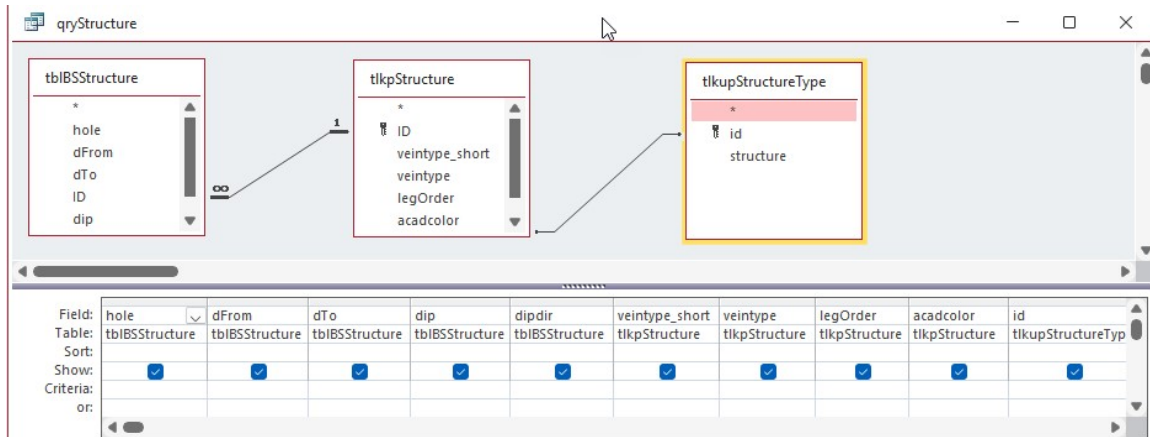 qryStructure
tblBSStructure
*
hole
dFrom
dTo
ID
dip
∞
1
tlkpStructure
*
ID
veintype_short
veintype
legOrder
acadcolor
tlkupStructureType
*
id
structure
Field: hole dFrom dTo dip dipdir veintype_short veintype legOrder acadcolor id
Table: tblBSStructure tblBSStructure tblBSStructure tblBSStructure tblBSStructure tlkpStructure tlkpStructure tlkpStructure tlkpStructure tlkupStructureTyp
Sort:
Show:
Criteria:
or: